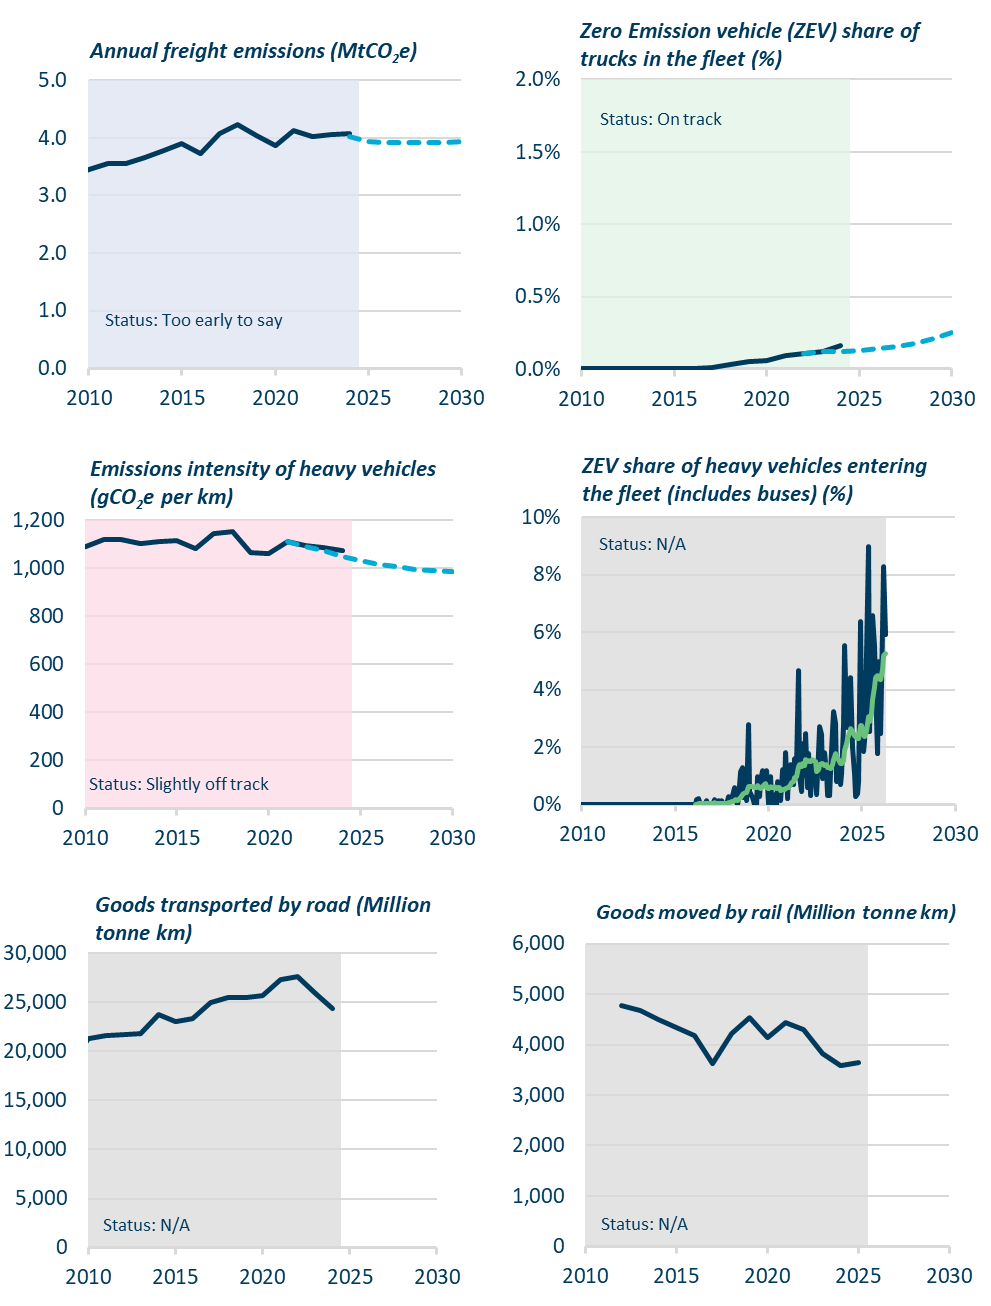 Annual freight emissions (MtCO2e)
5.0
4.0
3.0
2.0
1.0
0.0
Status: Too early to say
2010 2015 2020 2025 2030
Zero Emission vehicle (ZEV) share of
trucks in the fleet (%)
2.0%
1.5%
1.0%
0.5%
0.0%
Status: On track
2010 2015 2020 2025 2030
Emissions intensity of heavy vehicles
(gCO2e per km)
1,200
1,000
800
600
400
200
0
Status: Slightly off track
2010 2015 2020 2025 2030
ZEV share of heavy vehicles entering
the fleet (includes buses) (%)
10%
8%
6%
4%
2%
0%
Status: N/A
2010 2015 2020 2025 2030
Goods transported by road (Million
tonne km)
30,000
25,000
20,000
15,000
10,000
5,000
0
Status: N/A
2010 2015 2020 2025 2030
Goods moved by rail (Million tonne km)
6,000
5,000
4,000
3,000
2,000
1,000
0
Status: N/A
2010 2015 2020 2025 2030